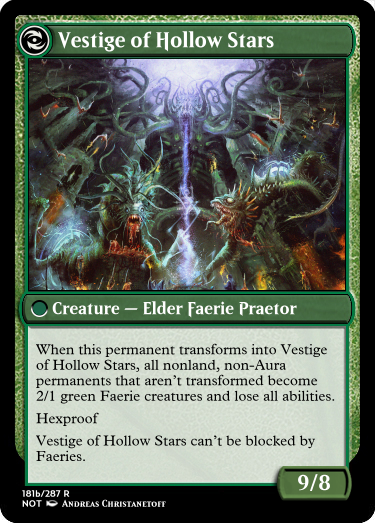 Vestige of Hollow Stars
Creature — Elder Faerie Praetor
When this permanent transforms into Vestige
of Hollow Stars, all nonland, non-Aura
permanents that aren't transformed become
2/1 green Faerie creatures and lose all abilities.
Hexproof
Vestige of Hollow Stars can't be blocked by
Faeries.
9/8
181b/287 R
NOT Andreas Christanetoff